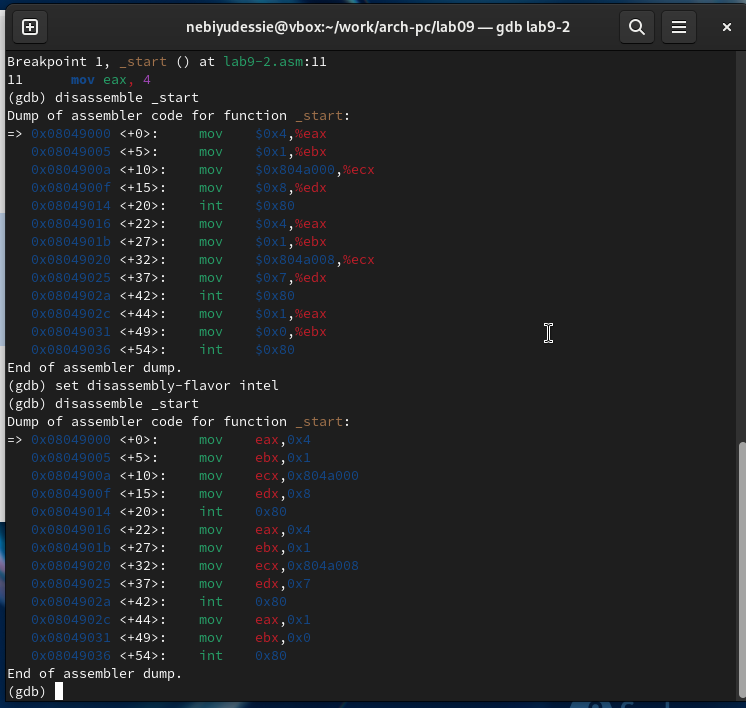 nebiyudessie@vbox:~/work/arch-pc/lab09 — gdb lab9-2
Breakpoint 1, _start () at lab9-2.asm:11
11      mov eax, 4
(gdb) disassemble _start
Dump of assembler code for function _start:
=> 0x08049000 <+0>:     mov    $0x4,%eax
   0x08049005 <+5>:     mov    $0x1,%ebx
   0x0804900a <+10>:    mov    $0x804a000,%ecx
   0x0804900f <+15>:    mov    $0x8,%edx
   0x08049014 <+20>:    int    $0x80
   0x08049016 <+22>:    mov    $0x4,%eax
   0x0804901b <+27>:    mov    $0x1,%ebx
   0x08049020 <+32>:    mov    $0x804a008,%ecx
   0x08049025 <+37>:    mov    $0x7,%edx
   0x0804902a <+42>:    int    $0x80
   0x0804902c <+44>:    mov    $0x1,%eax
   0x08049031 <+49>:    mov    $0x0,%ebx
   0x08049036 <+54>:    int    $0x80
End of assembler dump.
(gdb) set disassembly-flavor intel
(gdb) disassemble _start
Dump of assembler code for function _start:
=> 0x08049000 <+0>:     mov    eax,0x4
   0x08049005 <+5>:     mov    ebx,0x1
   0x0804900a <+10>:    mov    ecx,0x804a000
   0x0804900f <+15>:    mov    edx,0x8
   0x08049014 <+20>:    int    0x80
   0x08049016 <+22>:    mov    eax,0x4
   0x0804901b <+27>:    mov    ebx,0x1
   0x08049020 <+32>:    mov    ecx,0x804a008
   0x08049025 <+37>:    mov    edx,0x7
   0x0804902a <+42>:    int    0x80
   0x0804902c <+44>:    mov    eax,0x1
   0x08049031 <+49>:    mov    ebx,0x0
   0x08049036 <+54>:    int    0x80
End of assembler dump.
(gdb)